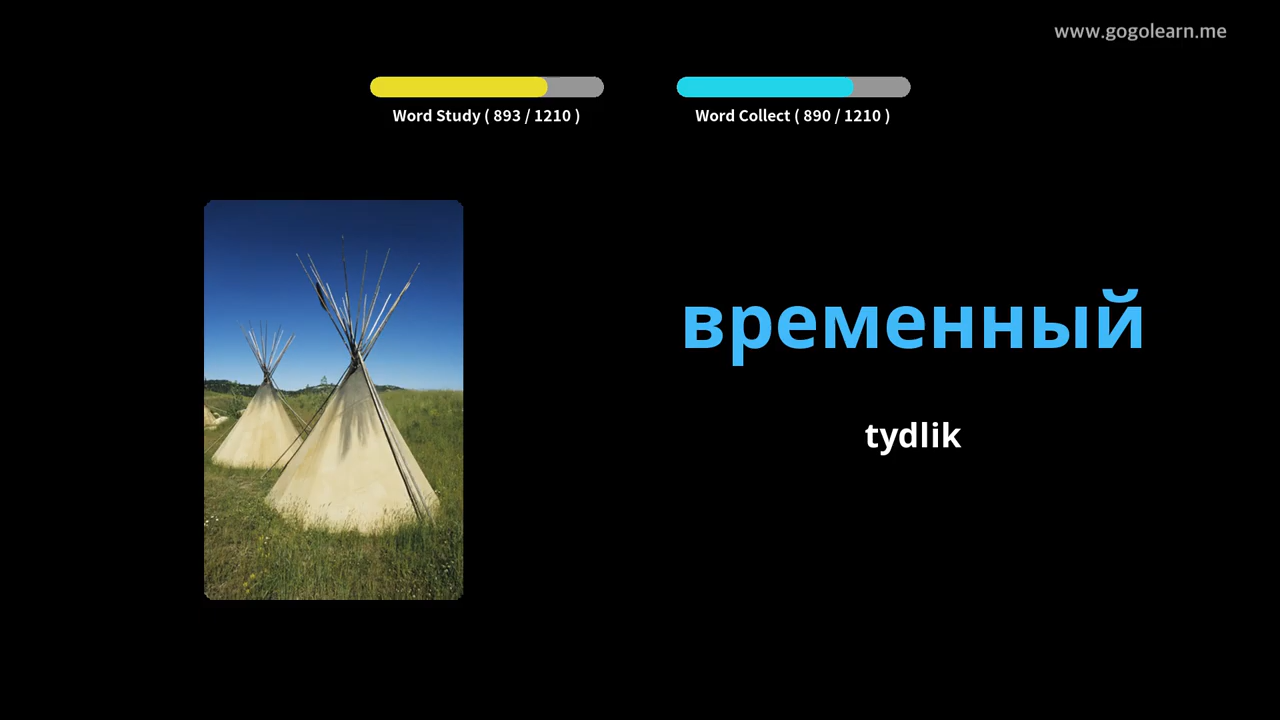 www.gogolearn.me
Word Study ( 893 / 1210 )
Word Collect ( 890 / 1210 )
временный
tydlik